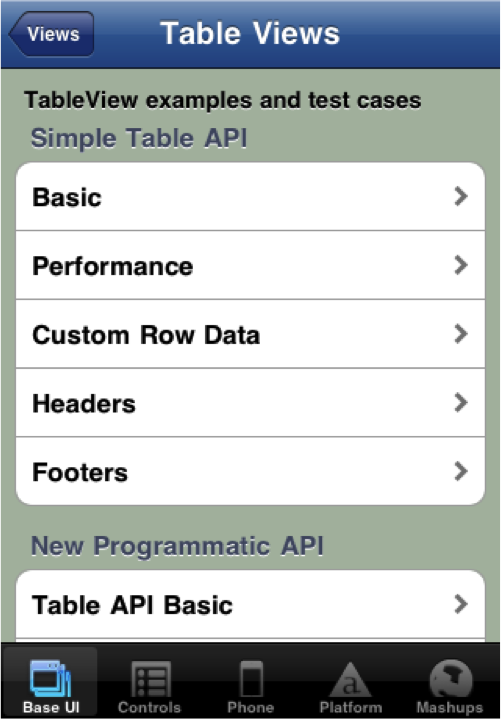 Views
Table Views
TableView examples and test cases
Simple Table API
Basic
Performance
Custom Row Data
Headers
Footers
New Programmatic API
Table API Basic
Base UI
Controls
Phone
Platform
Mashups